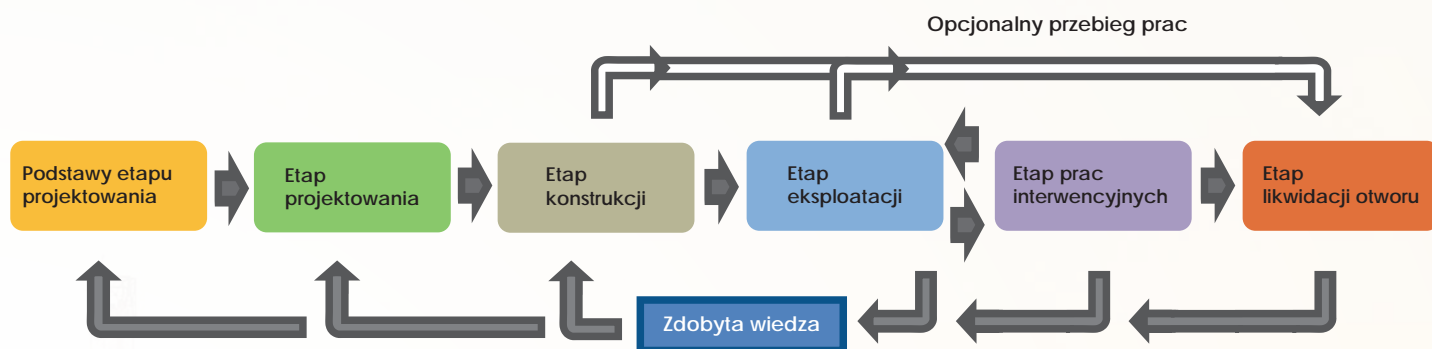 Opcjonalny przebieg prac
Podstawy etapu
projektowania
Etap
projektowania
Etap
konstrukcji
Etap
eksploatacji
Etap prac
interwencyjnych
Etap
likwidacji otworu
Zdobyta wiedza